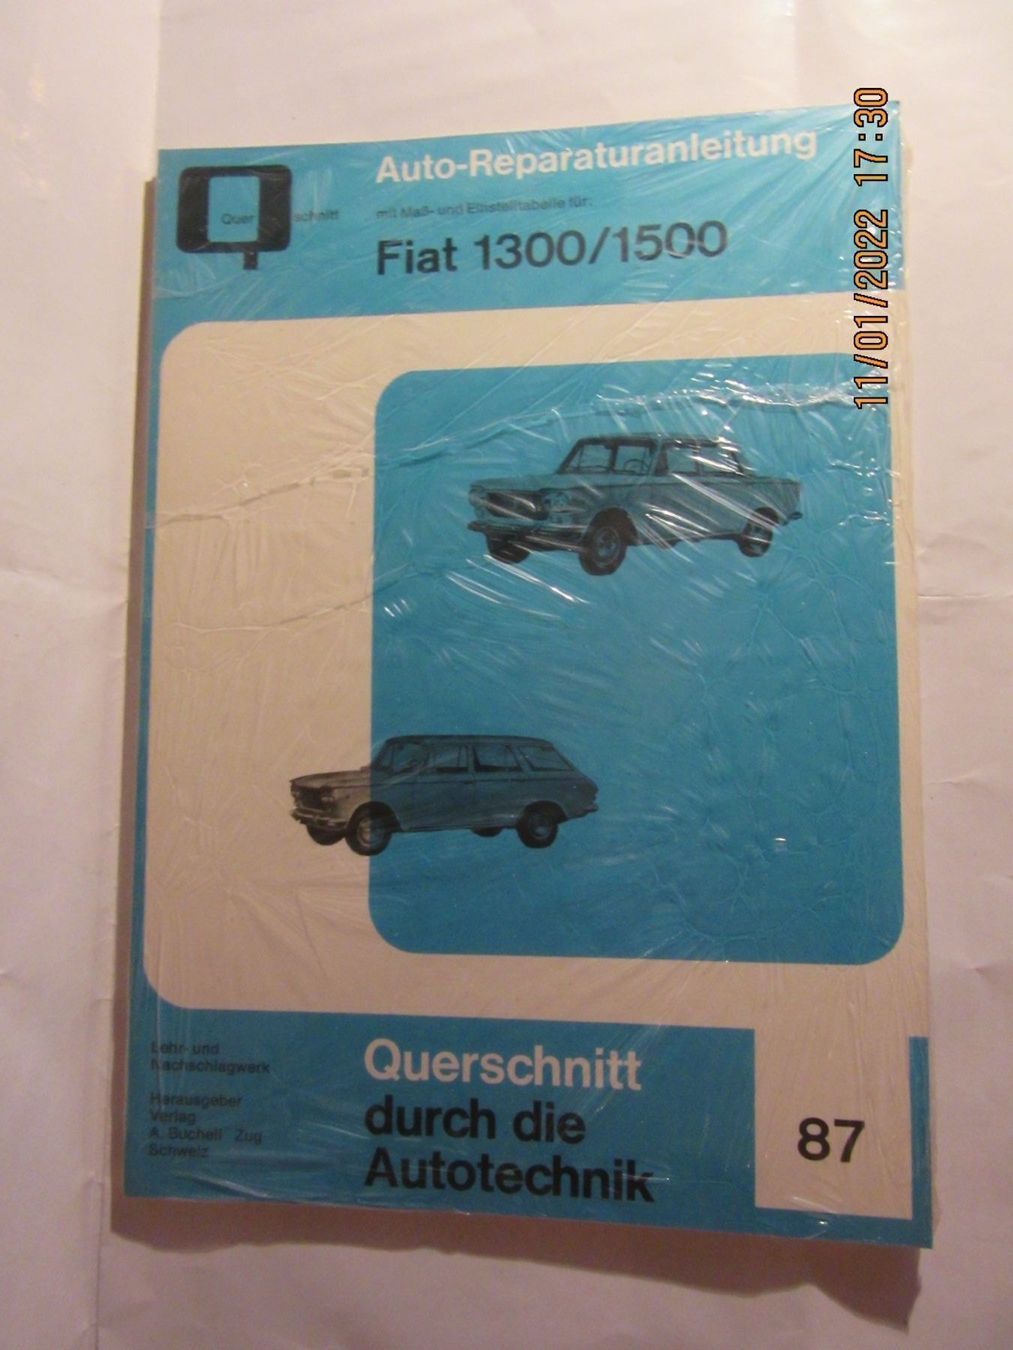 Auto-Reparaturanleitung
Quer schnitt
mit Maß- und Einstelltabelle für:
Fiat 1300/1500
11/01/2022 17:30
Lehr- und
Nachschlagwerk
Herausgeber
Verlag
A. Bucheli Zug
Schweiz
Querschnitt
durch die
Autotechnik
87